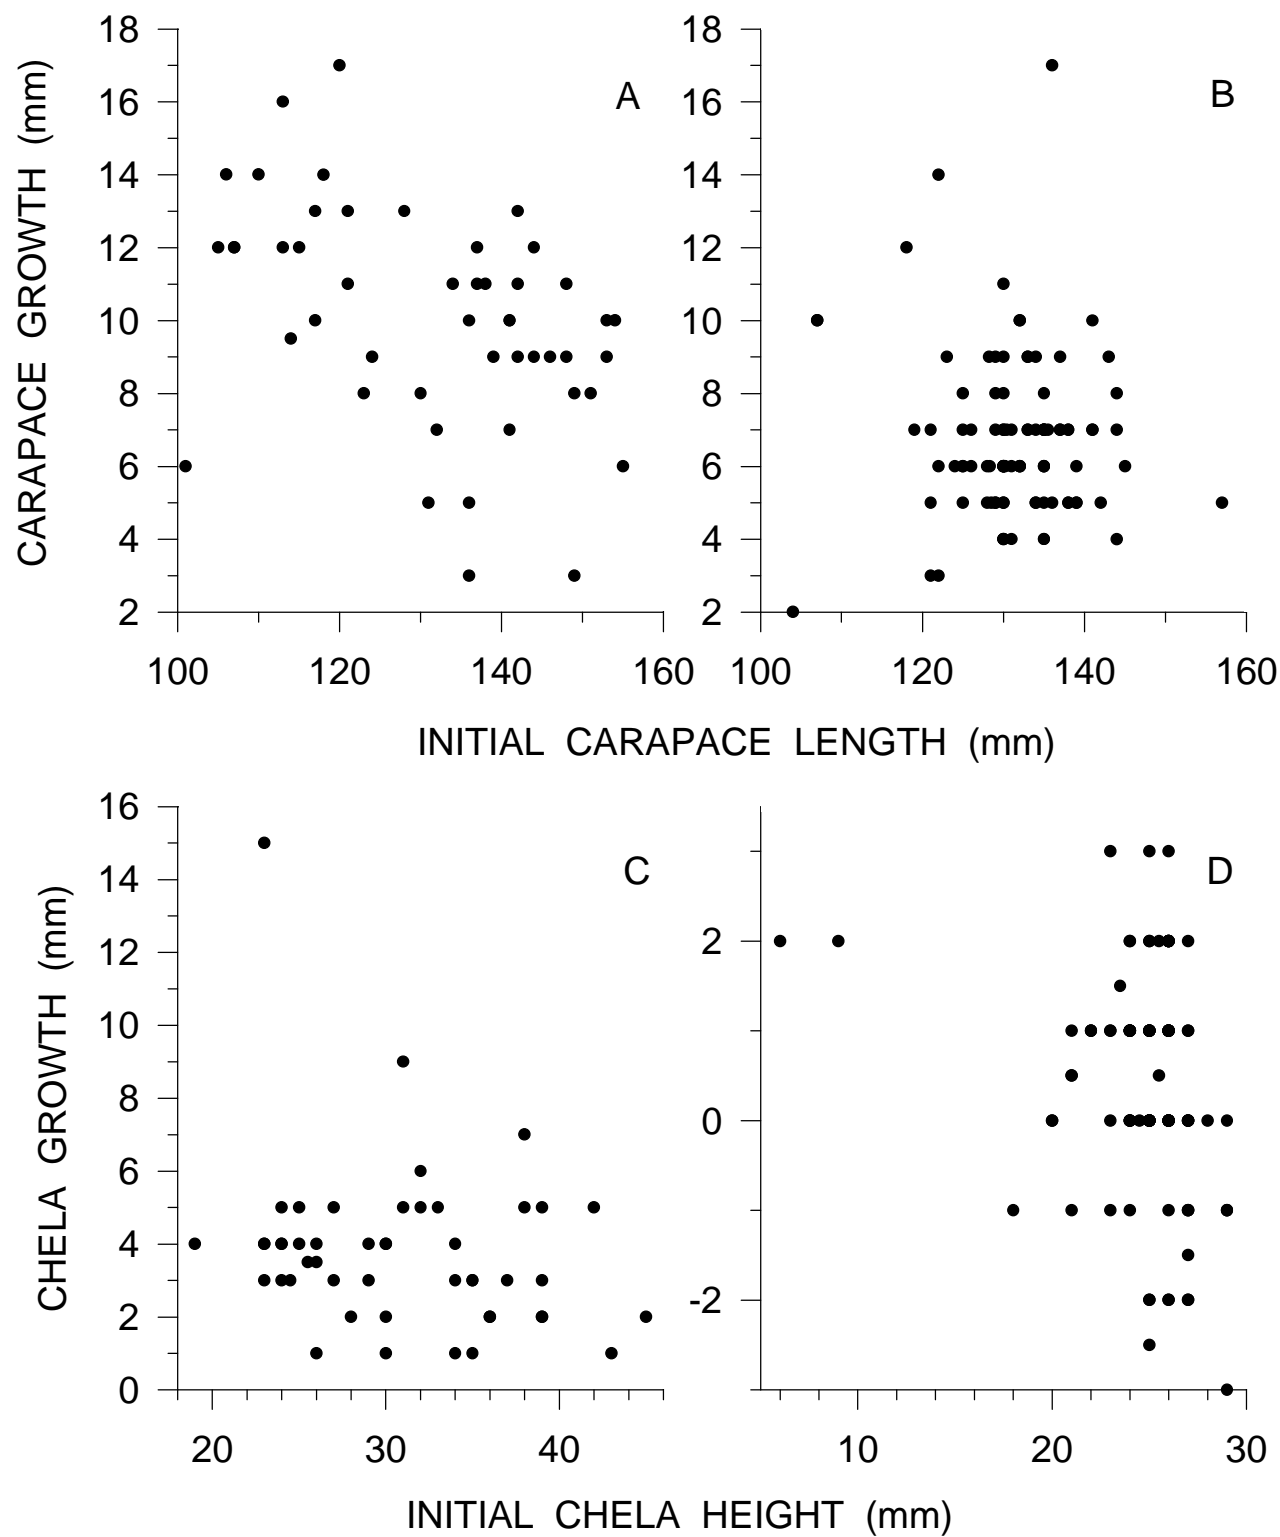 18
16
14
12
10
8
6
4
2
CARAPACE GROWTH (mm)
A
100 120 140 160
18
16
14
12
10
8
6
4
2
B
100 120 140 160
INITIAL CARAPACE LENGTH (mm)
16
14
12
10
8
6
4
2
0
CHELA GROWTH (mm)
C
20 30 40
2
0
-2
D
10 20 30
INITIAL CHELA HEIGHT (mm)